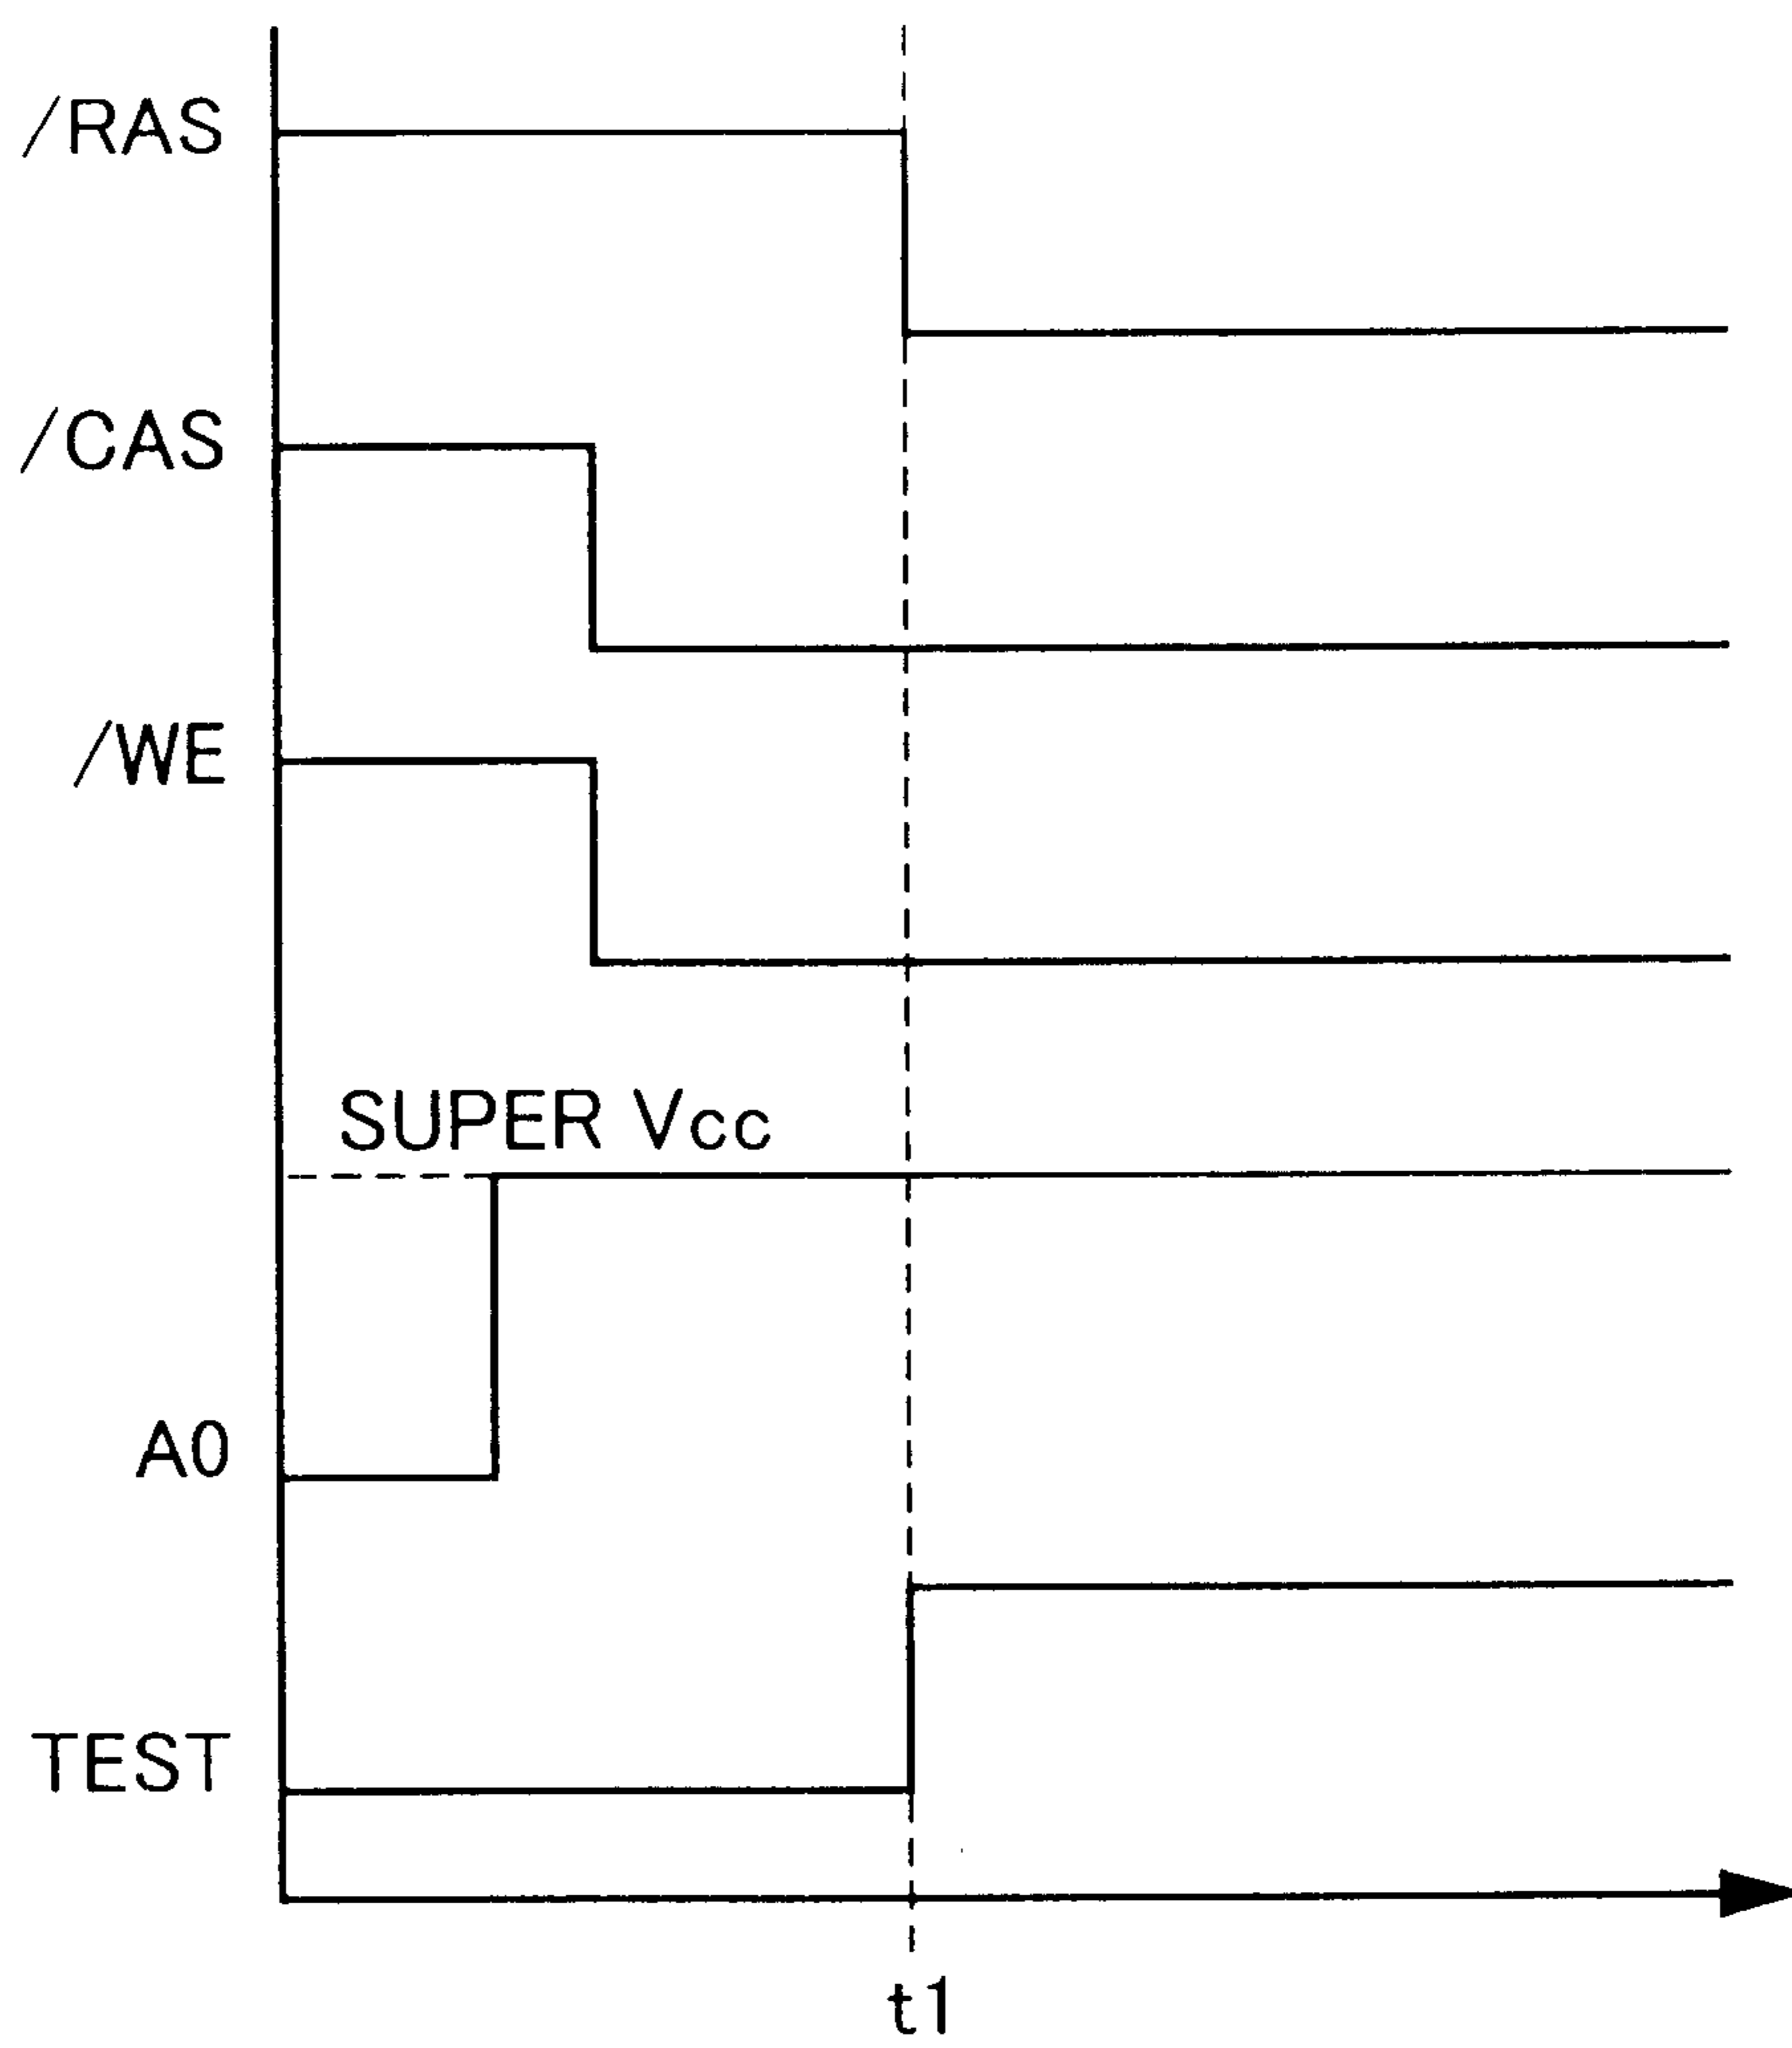 /RAS
/CAS
/WE
SUPER Vcc
A0
TEST
t1